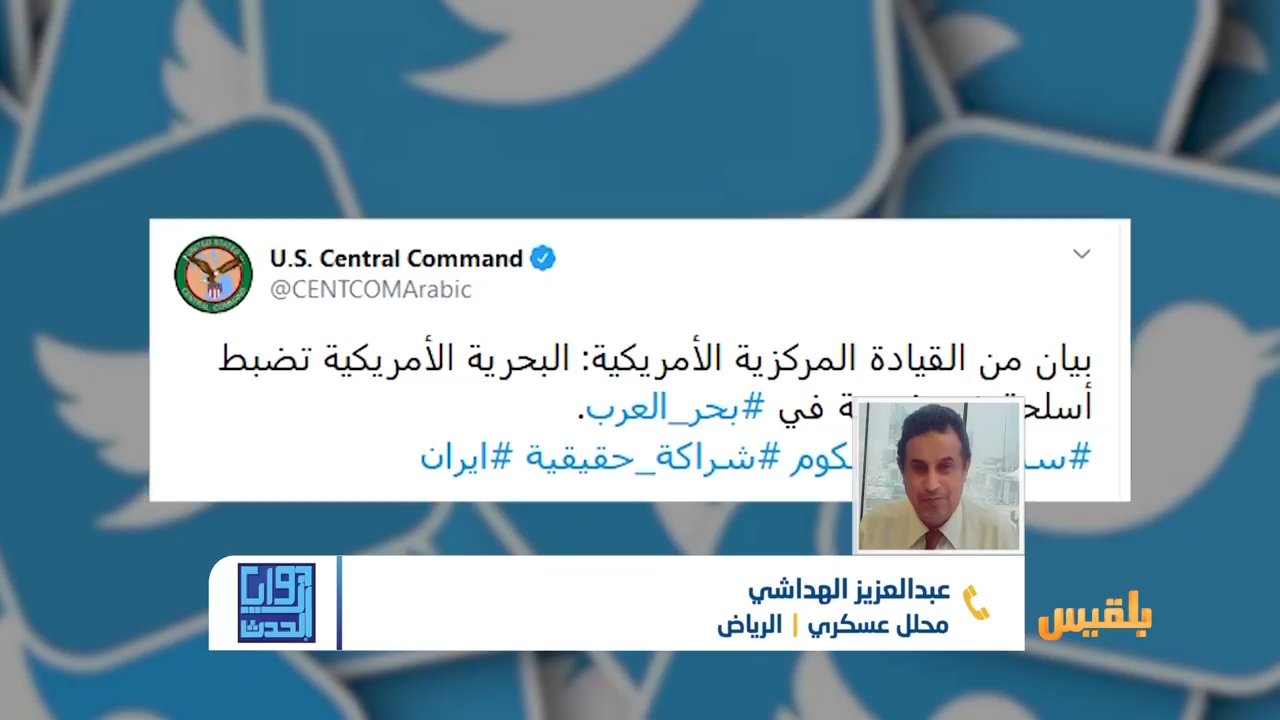 U.S. Central Command
@CENTCOMArabic
بيان من القيادة المركزية الأمريكية: البحرية الأمريكية تضبط
أسلحة في #بحر_العرب.
#شراكة_حقيقية #ايران
عبدالعزيز الهداشي
محلل عسكري | الرياض
بلقيس
الحدث